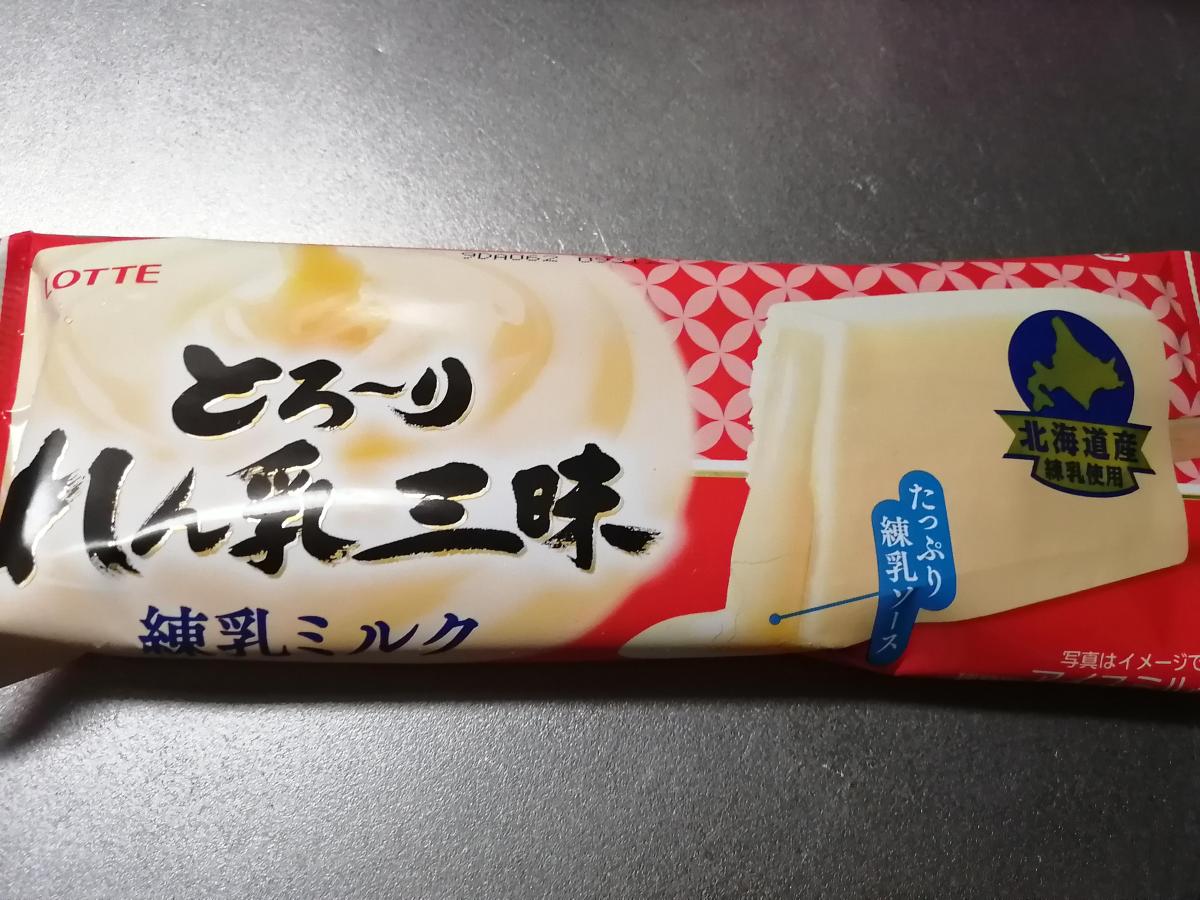 LOTTE
とろ〜り
れん乳三昧
練乳ミルク
北海道産
練乳使用
たっぷり
練乳ソース
写真はイメージで